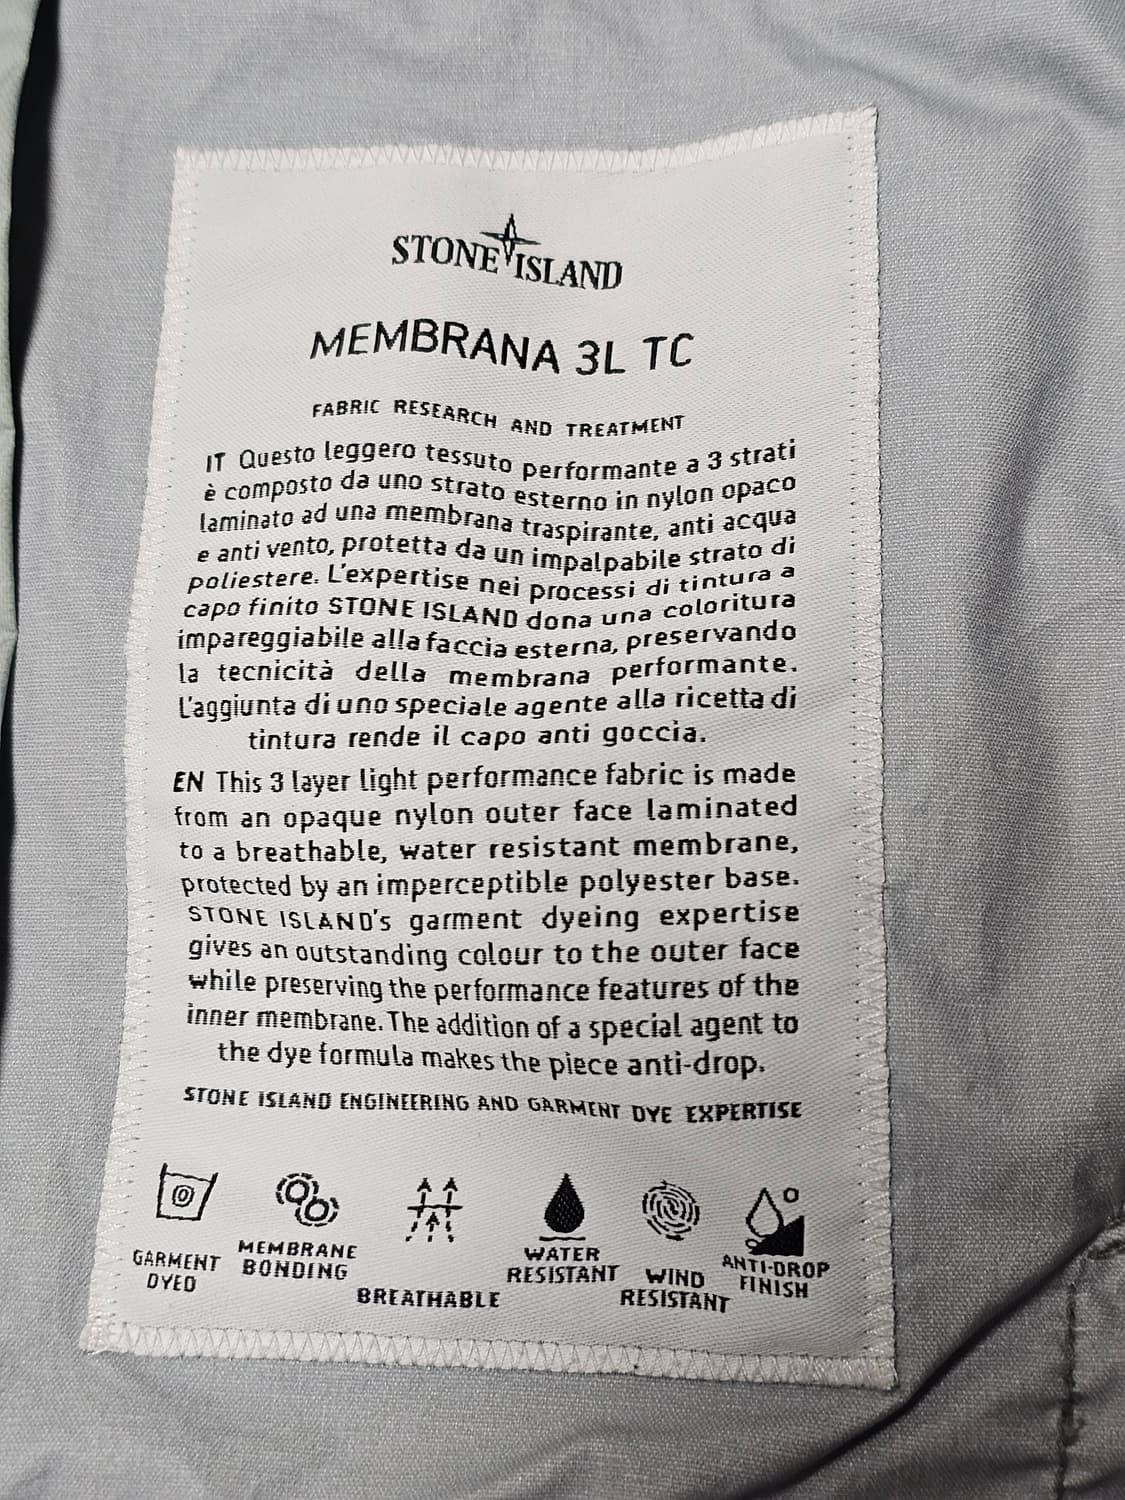 STONE ISLAND
MEMBRANA 3L TC
FABRIC RESEARCH AND TREATMENT
IT Questo leggero tessuto performante a 3 strati
è composto da uno strato esterno in nylon opaco
laminato ad una membrana traspirante, anti acqua
e anti vento, protetta da un impalpabile strato di
poliestere. L'expertise nei processi di tintura a
capo finito STONE ISLAND dona una coloritura
impareggiabile alla faccia esterna, preservando
la tecnicità della membrana performante.
L'aggiunta di uno speciale agente alla ricetta di
tintura rende il capo anti goccia.
EN This 3 layer light performance fabric is made
from an opaque nylon outer face laminated
to a breathable, water resistant membrane,
protected by an imperceptible polyester base.
STONE ISLAND's garment dyeing expertise
gives an outstanding colour to the outer face
while preserving the performance features of the
inner membrane. The addition of a special agent to
the dye formula makes the piece anti-drop.
STONE ISLAND ENGINEERING AND GARMENT DYE EXPERTISE
GARMENT
DYED
MEMBRANE
BONDING
BREATHABLE
WATER
RESISTANT
WIND
RESISTANT
ANTI-DROP
FINISH